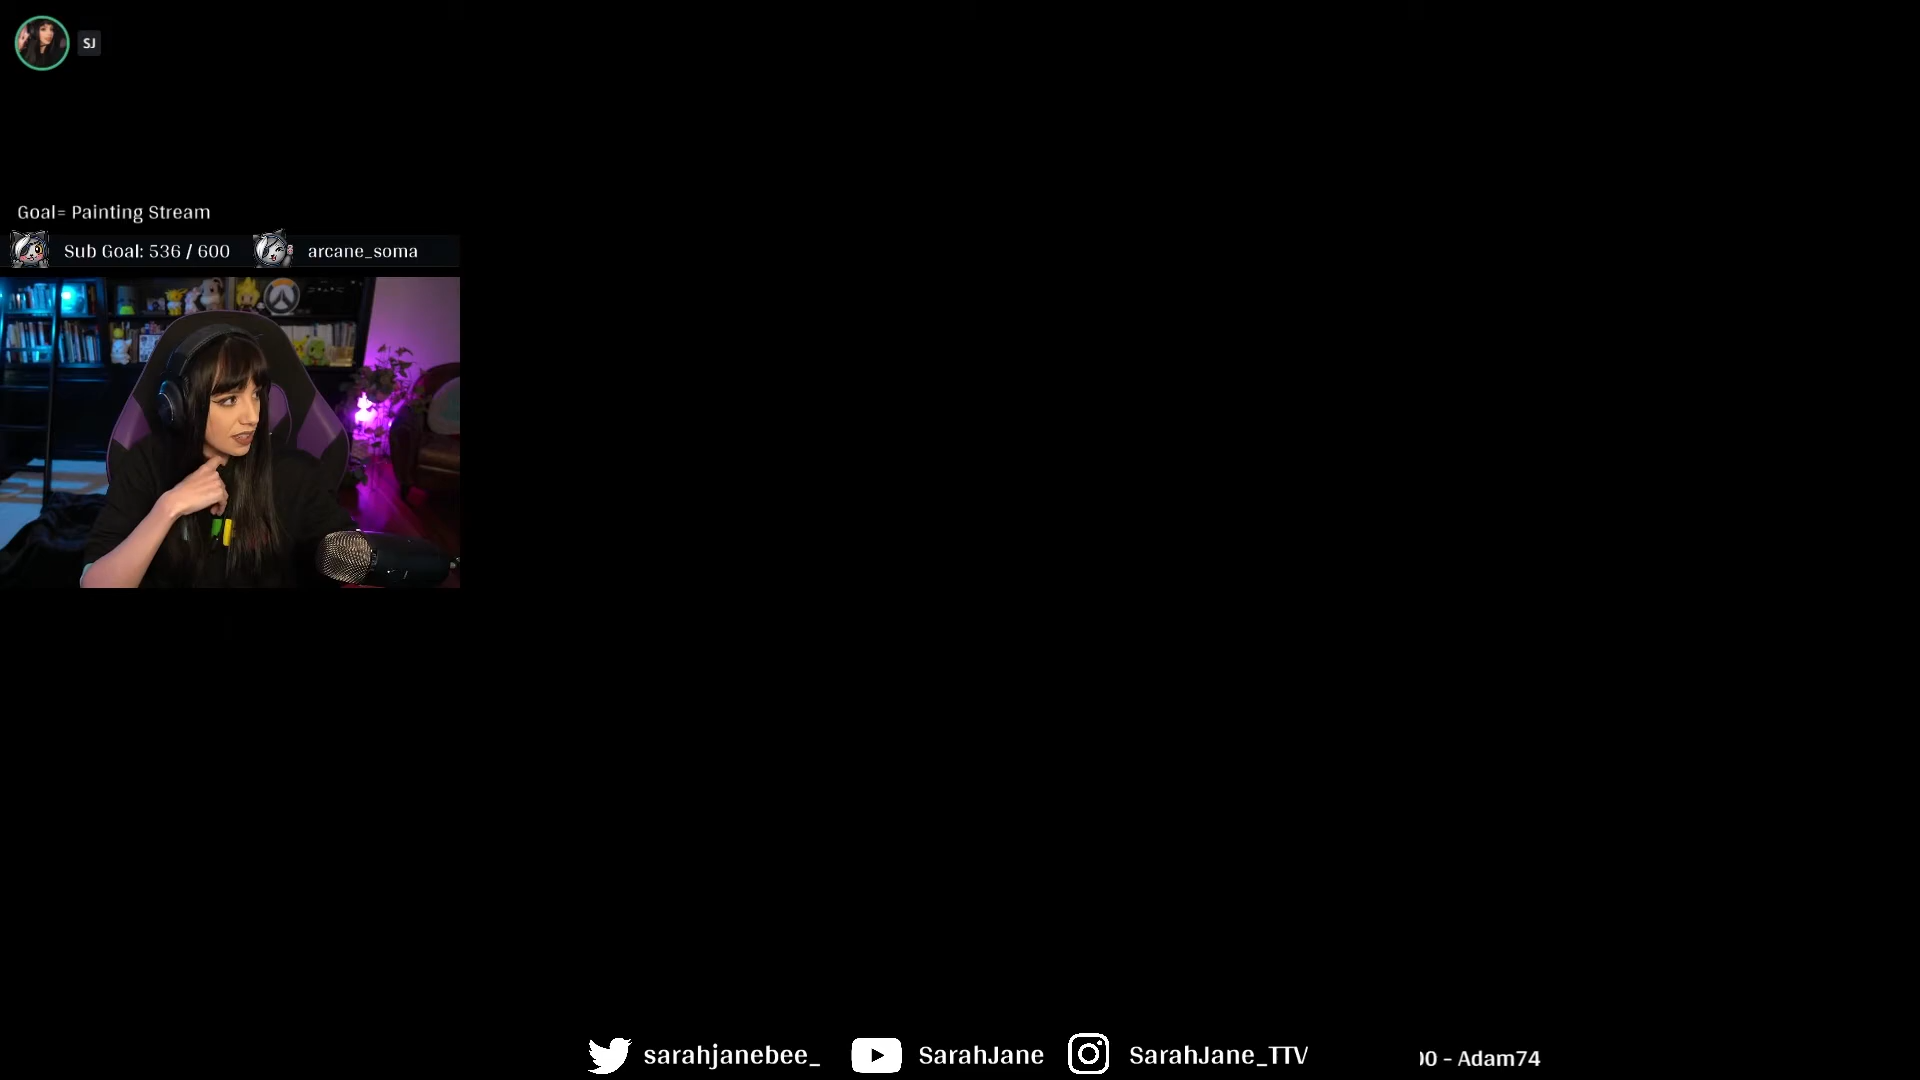 SJ
Goal= Painting Stream
Sub Goal: 536 / 600 arcane_soma
sarahjanebee_ SarahJane SarahJane_TTV - Adam74